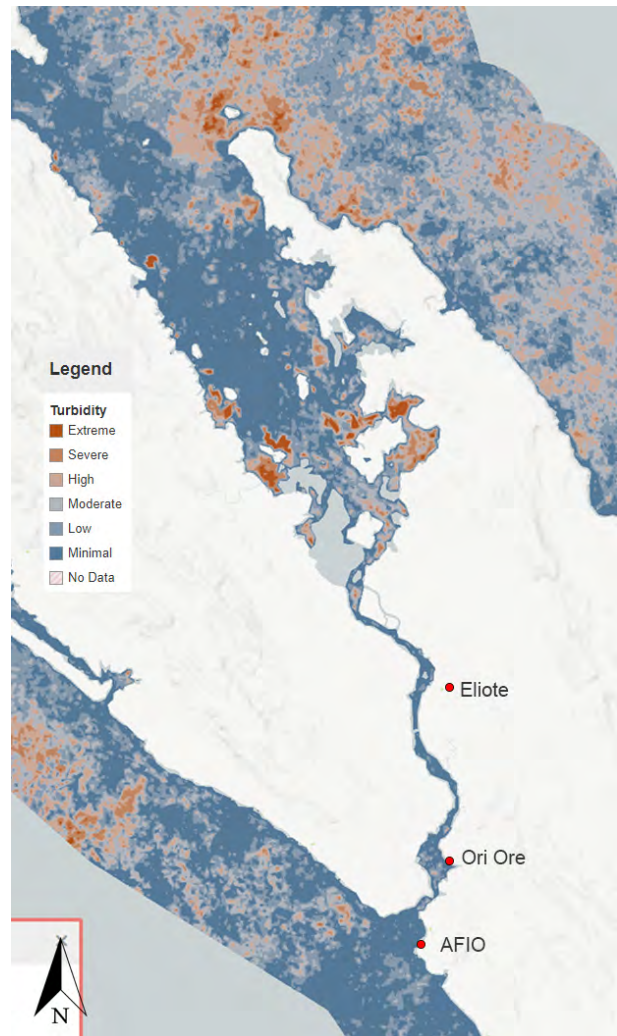 Legend
Turbidity
Extreme
Severe
High
Moderate
Low
Minimal
No Data
Eliote
Ori Ore
AFIO
N